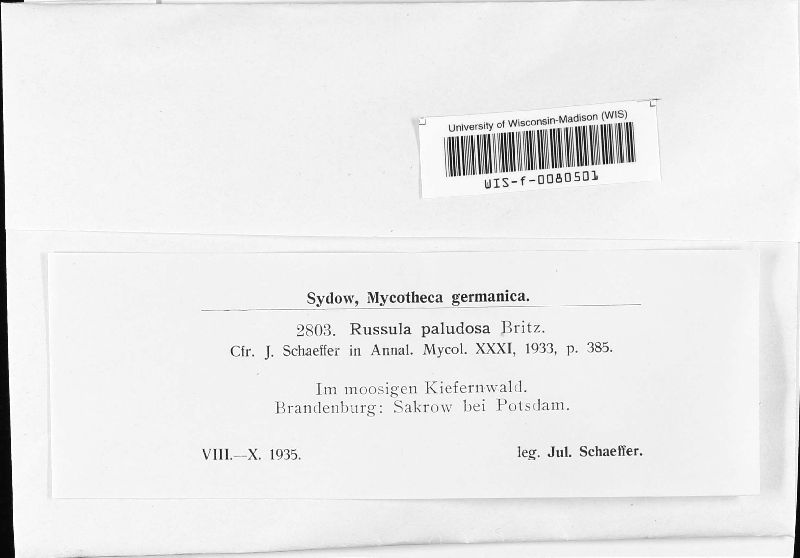 University of Wisconsin-Madison (WIS)
WIS-f-0080501
Sydow, Mycotheca germanica.
2803. Russula paludosa Britz.
Cfr. J. Schaeffer in Annal. Mycol. XXXI, 1933, p. 385.
Im moosigen Kiefernwald.
Brandenburg: Sakrow bei Potsdam.
VIII.—X. 1935. leg. Jul. Schaeffer.